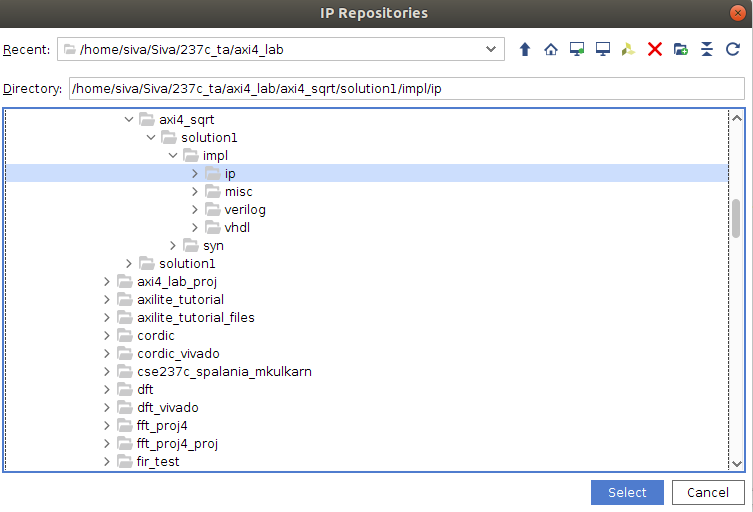 IP Repositories
Recent: /home/siva/Siva/237c_ta/axi4_lab
Directory: /home/siva/Siva/237c_ta/axi4_lab/axi4_sqrt/solution1/impl/ip
axi4_sqrt
solution1
impl
ip
misc
verilog
vhdl
syn
solution1
axi4_lab_proj
axilite_tutorial
axilite_tutorial_files
cordic
cordic_vivado
cse237c_spalania_mkulkarn
dft
dft_vivado
fft_proj4
fft_proj4_proj
fir_test
Select Cancel